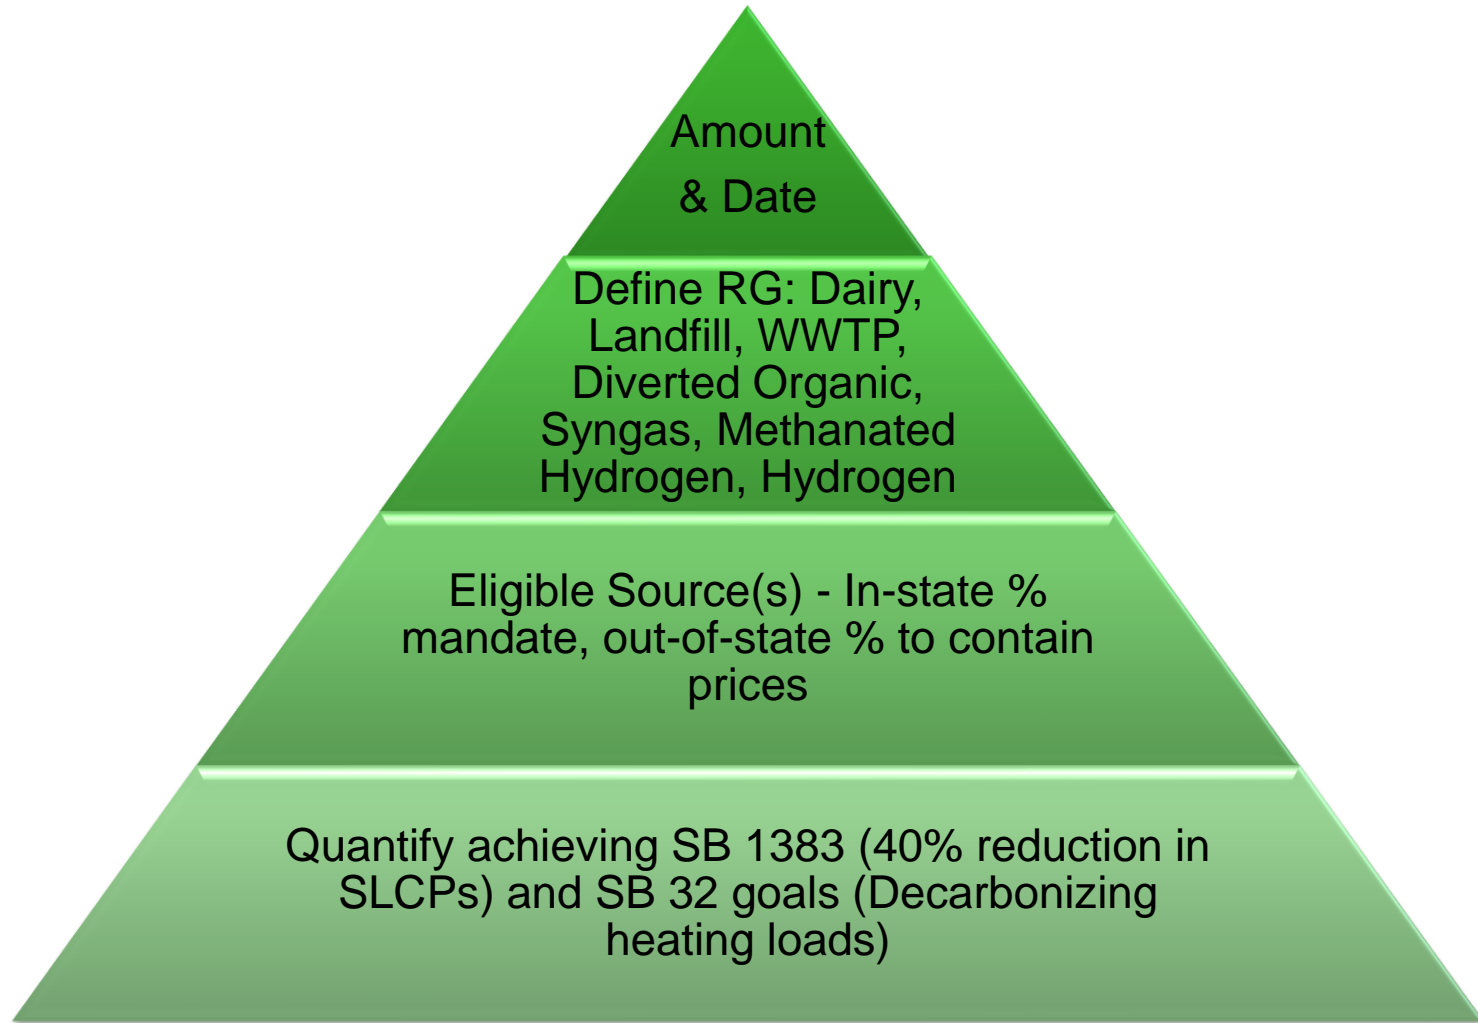 Amount
& Date
Define RG: Dairy,
Landfill, WWTP,
Diverted Organic,
Syngas, Methanated
Hydrogen, Hydrogen
Eligible Source(s) - In-state %
mandate, out-of-state % to contain
prices
Quantify achieving SB 1383 (40% reduction in
SLCPs) and SB 32 goals (Decarbonizing
heating loads)